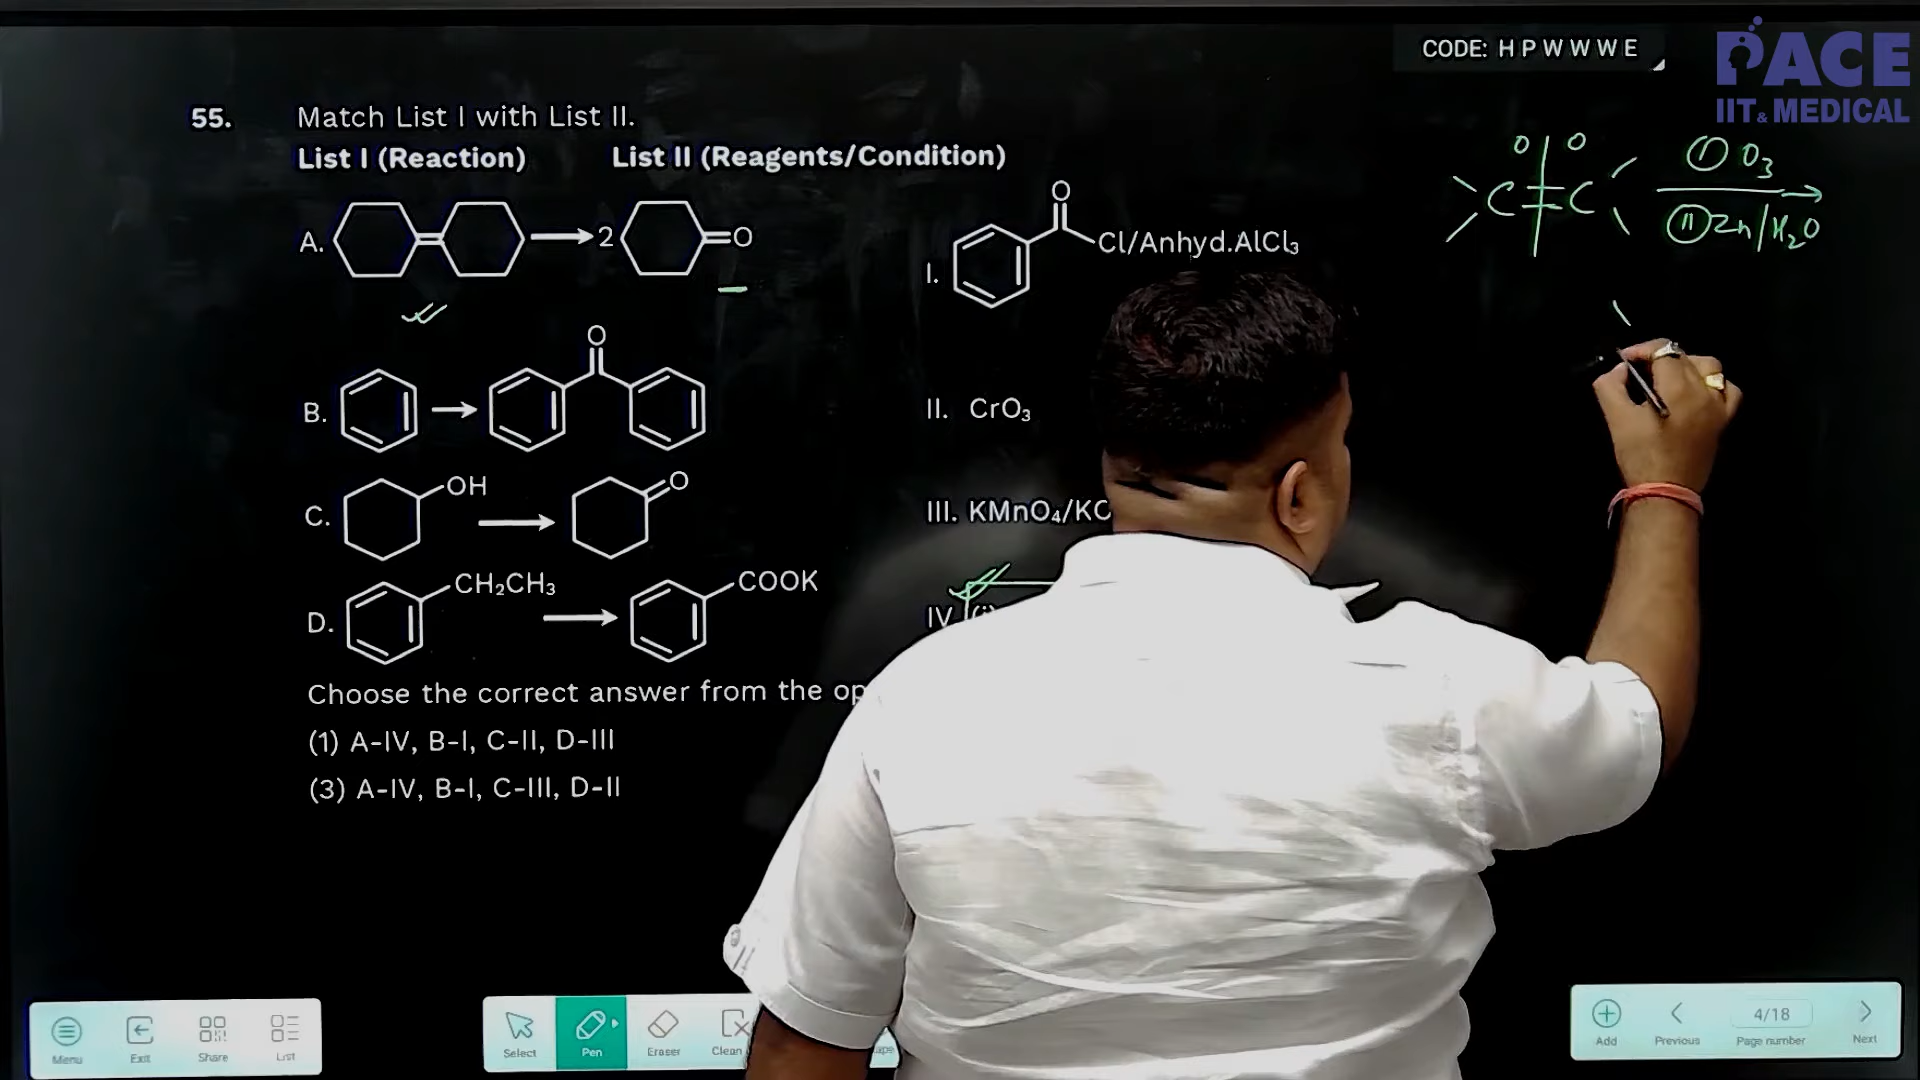 CODE: H P W W W E
PACE
IIT & MEDICAL
55. Match List I with List II.
List I (Reaction) List II (Reagents/Condition)
A. 2 O
I. O Cl/Anhyd.AlCl₃
B. O
II. CrO₃
C. OH O
III. KMnO₄/KO
D. CH₂CH₃ COOK
IV. (i)
Choose the correct answer from the op
(1) A-IV, B-I, C-II, D-III
(3) A-IV, B-I, C-III, D-II
O O
C C
① O₃
② Zn/H₂O
Menu Exit Share List
Select Pen Eraser Clean
Add Previous 4/18 Page number Next